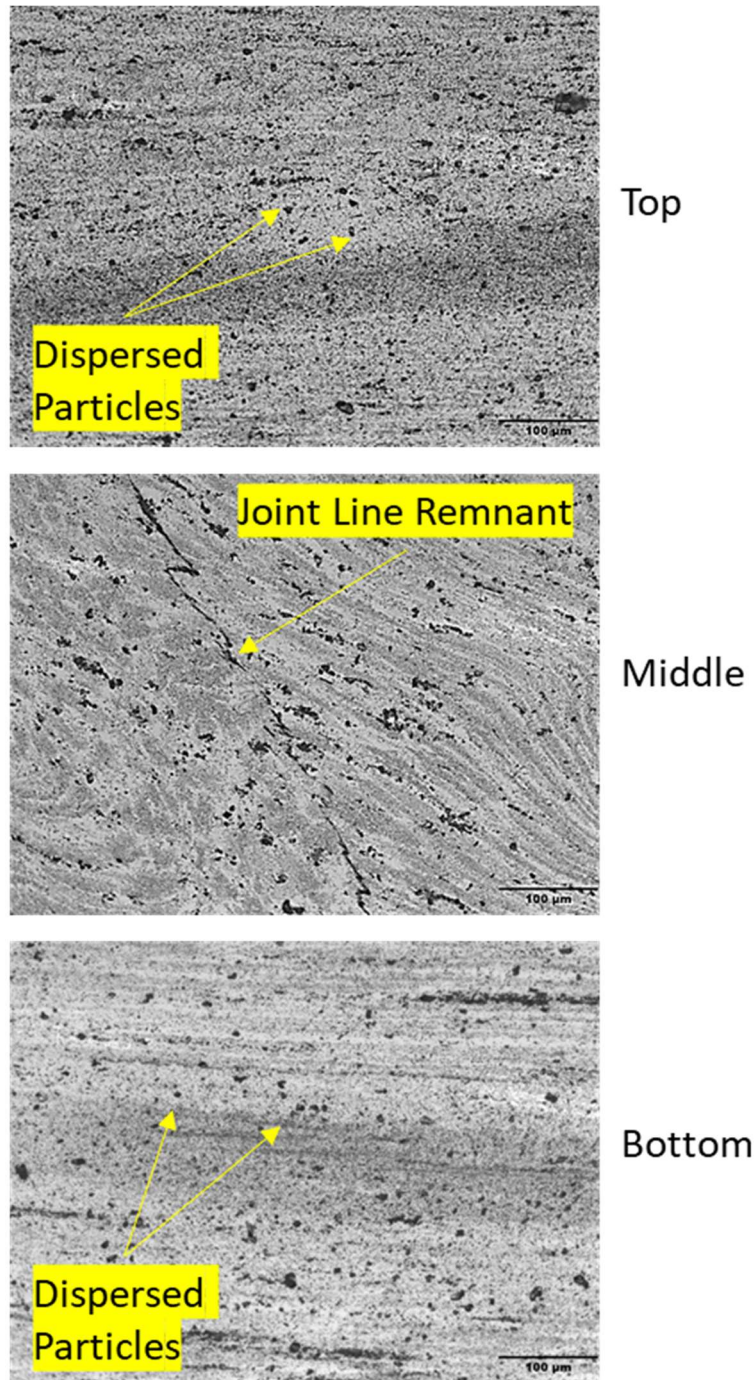 Top
Dispersed
Particles
100 µm
Joint Line Remnant
Middle
100 µm
Bottom
Dispersed
Particles
100 µm